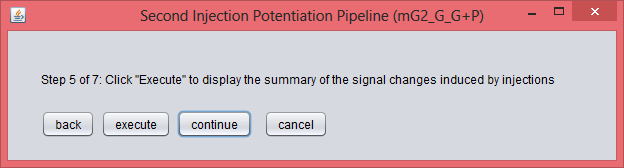 Second Injection Potentiation Pipeline (mG2_G_G+P)
Step 5 of 7: Click "Execute" to display the summary of the signal changes induced by injections
back execute continue cancel